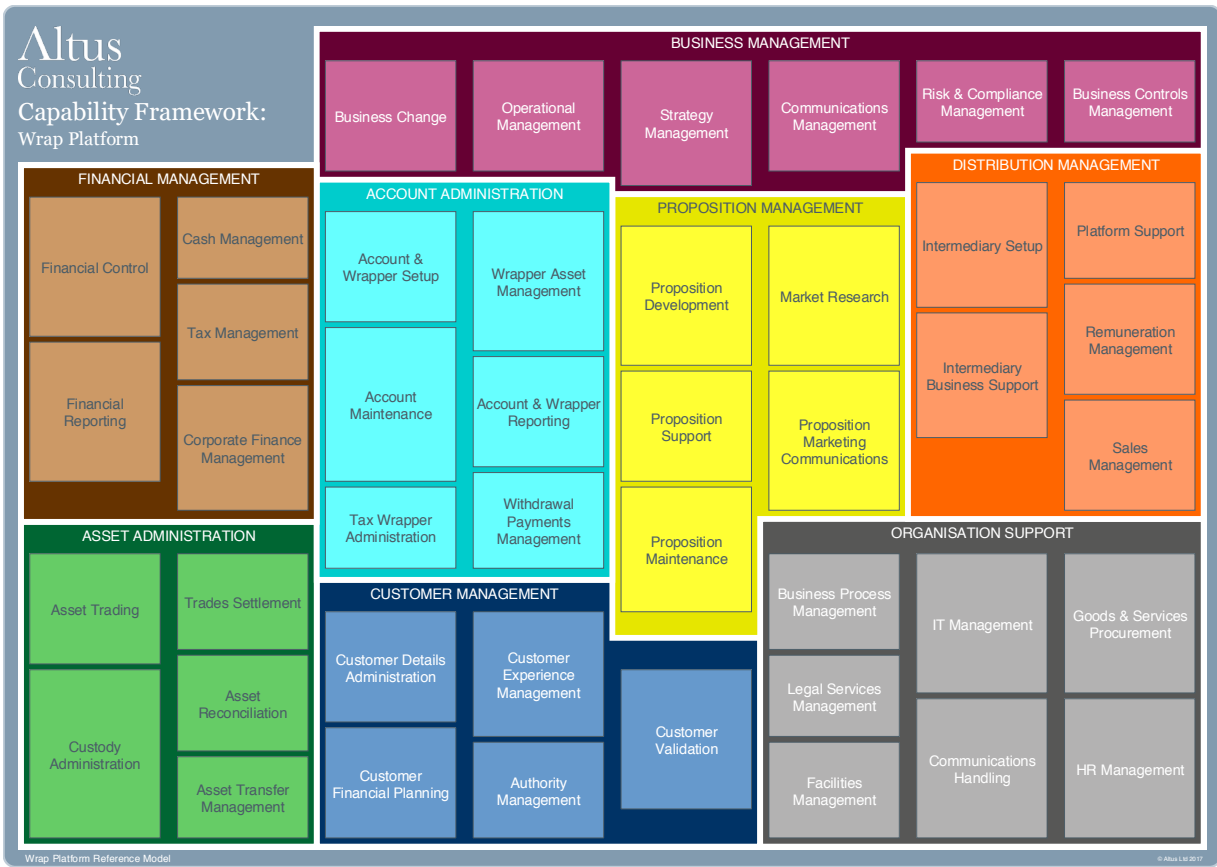 Altus
Consulting
Capability Framework:
Wrap Platform
BUSINESS MANAGEMENT
Business Change
Operational
Management
Strategy
Management
Communications
Management
Risk & Compliance
Management
Business Controls
Management
FINANCIAL MANAGEMENT
Financial Control
Cash Management
Tax Management
Financial
Reporting
Corporate Finance
Management
ACCOUNT ADMINISTRATION
Account &
Wrapper Setup
Wrapper Asset
Management
Account
Maintenance
Account & Wrapper
Reporting
Tax Wrapper
Administration
Withdrawal
Payments
Management
PROPOSITION MANAGEMENT
Proposition
Development
Market Research
Proposition
Support
Proposition
Marketing
Communications
Proposition
Maintenance
DISTRIBUTION MANAGEMENT
Intermediary Setup
Platform Support
Intermediary
Business Support
Remuneration
Management
Sales
Management
ASSET ADMINISTRATION
Asset Trading
Trades Settlement
Custody
Administration
Asset
Reconciliation
Asset Transfer
Management
CUSTOMER MANAGEMENT
Customer Details
Administration
Customer
Experience
Management
Customer
Financial Planning
Authority
Management
Customer
Validation
ORGANISATION SUPPORT
Business Process
Management
IT Management
Goods & Services
Procurement
Legal Services
Management
Facilities
Management
Communications
Handling
HR Management
Wrap Platform Reference Model
© Altus Ltd 2017